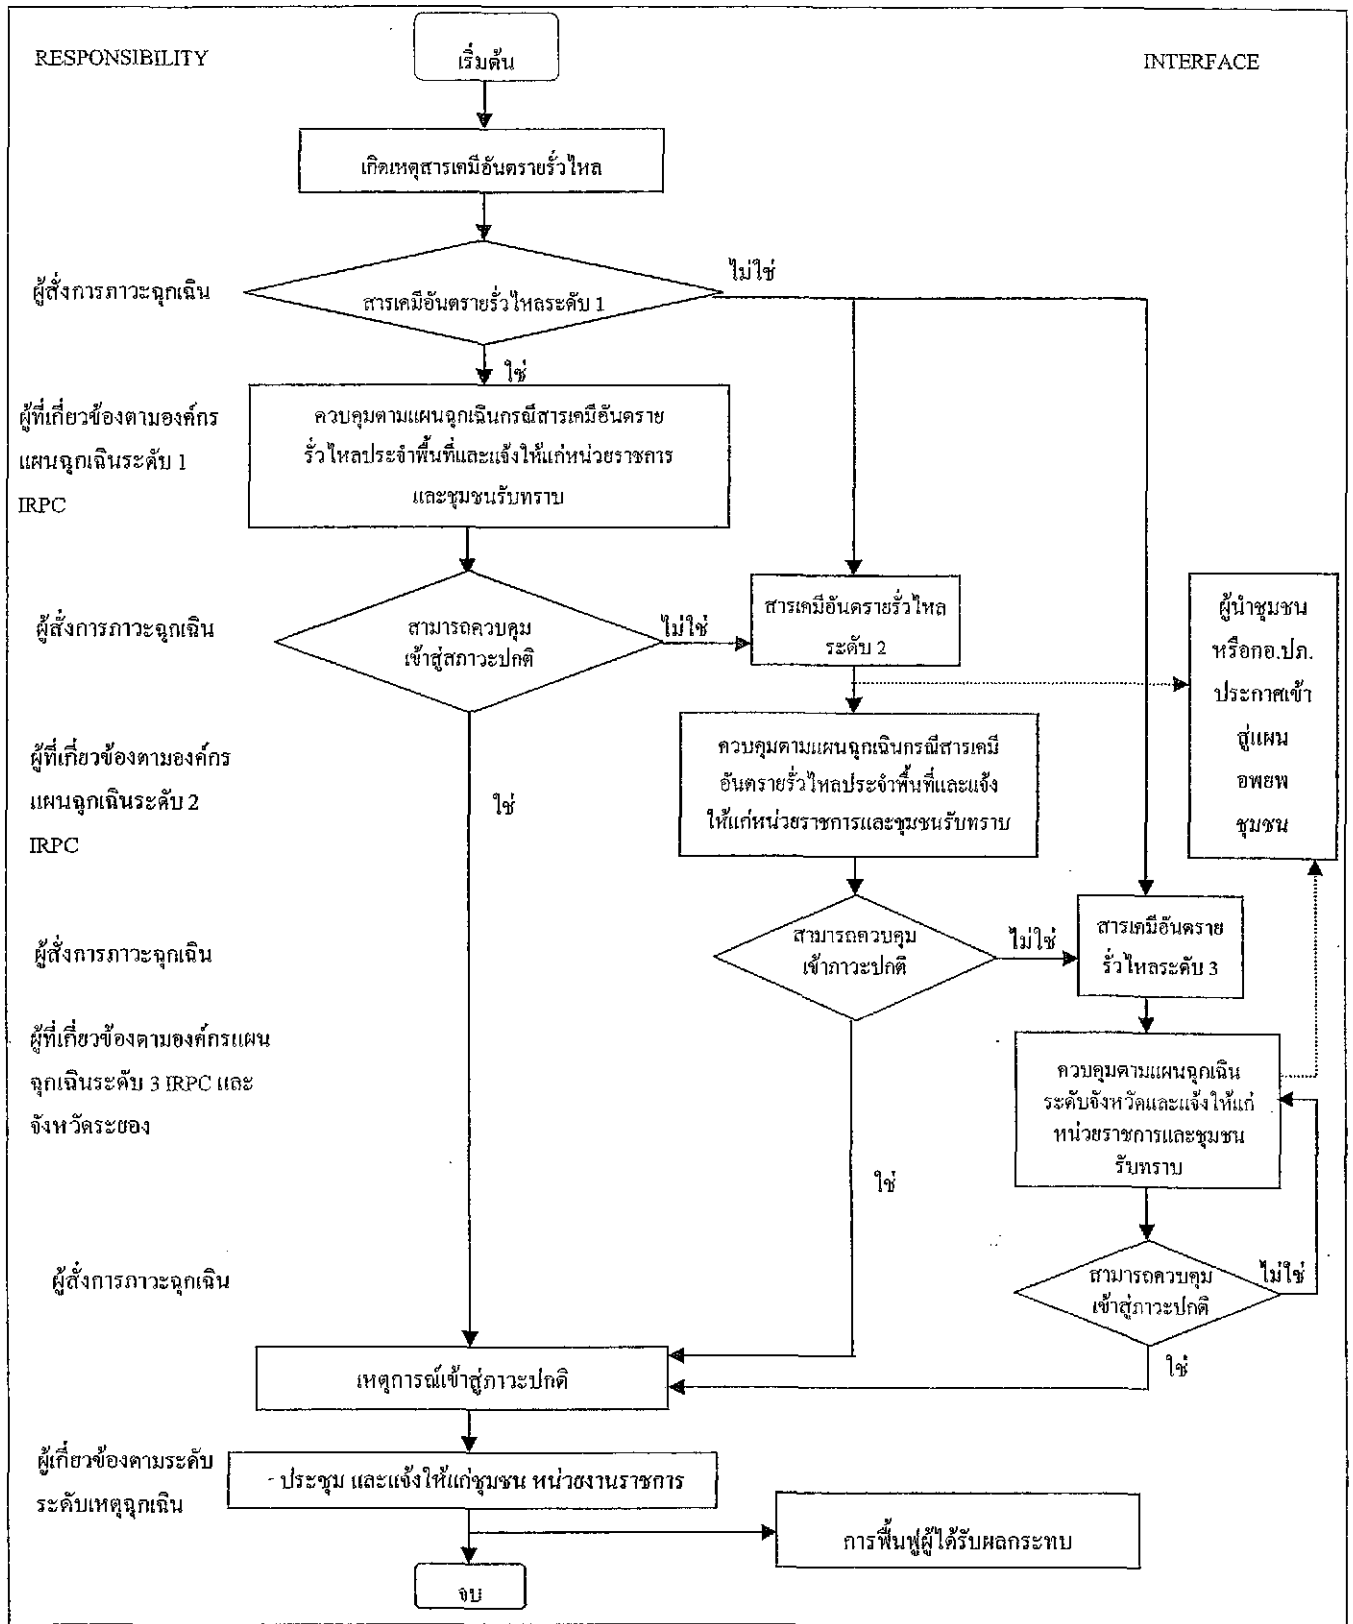 RESPONSIBILITY
เริ่มต้น
INTERFACE
เกิดเหตุสารเคมีอันตรายรั่วไหล
ผู้สั่งการภาวะฉุกเฉิน
สารเคมีอันตรายรั่วไหลระดับ 1
ไม่ใช่
ใช่
ผู้ที่เกี่ยวข้องตามองค์กร
แผนฉุกเฉินระดับ 1
IRPC
ควบคุมตามแผนฉุกเฉินกรณีสารเคมีอันตราย
รั่วไหลประจำพื้นที่และแจ้งให้แก่หน่วยราชการ
และชุมชนรับทราบ
ผู้สั่งการภาวะฉุกเฉิน
สามารถควบคุม
เข้าสู่สภาวะปกติ
ไม่ใช่
สารเคมีอันตรายรั่วไหล
ระดับ 2
ผู้นำชุมชน
หรือกอ.ปภ.
ประกาศเข้า
สู่แผน
อพยพ
ชุมชน
ผู้ที่เกี่ยวข้องตามองค์กร
แผนฉุกเฉินระดับ 2
IRPC
ใช่
ควบคุมตามแผนฉุกเฉินกรณีสารเคมี
อันตรายรั่วไหลประจำพื้นที่และแจ้ง
ให้แก่หน่วยราชการและชุมชนรับทราบ
ผู้สั่งการภาวะฉุกเฉิน
สามารถควบคุม
เข้าภาวะปกติ
ไม่ใช่
สารเคมีอันตราย
รั่วไหลระดับ 3
ผู้ที่เกี่ยวข้องตามองค์กรแผน
ฉุกเฉินระดับ 3 IRPC และ
จังหวัดระยอง
ควบคุมตามแผนฉุกเฉิน
ระดับจังหวัดและแจ้งให้แก่
หน่วยราชการและชุมชน
รับทราบ
ใช่
ผู้สั่งการภาวะฉุกเฉิน
สามารถควบคุม
เข้าสู่ภาวะปกติ
ไม่ใช่
ใช่
เหตุการณ์เข้าสู่ภาวะปกติ
ผู้เกี่ยวข้องตามระดับ
ระดับเหตุฉุกเฉิน
- ประชุม และแจ้งให้แก่ชุมชน หน่วยงานราชการ
การฟื้นฟูผู้ได้รับผลกระทบ
จบ